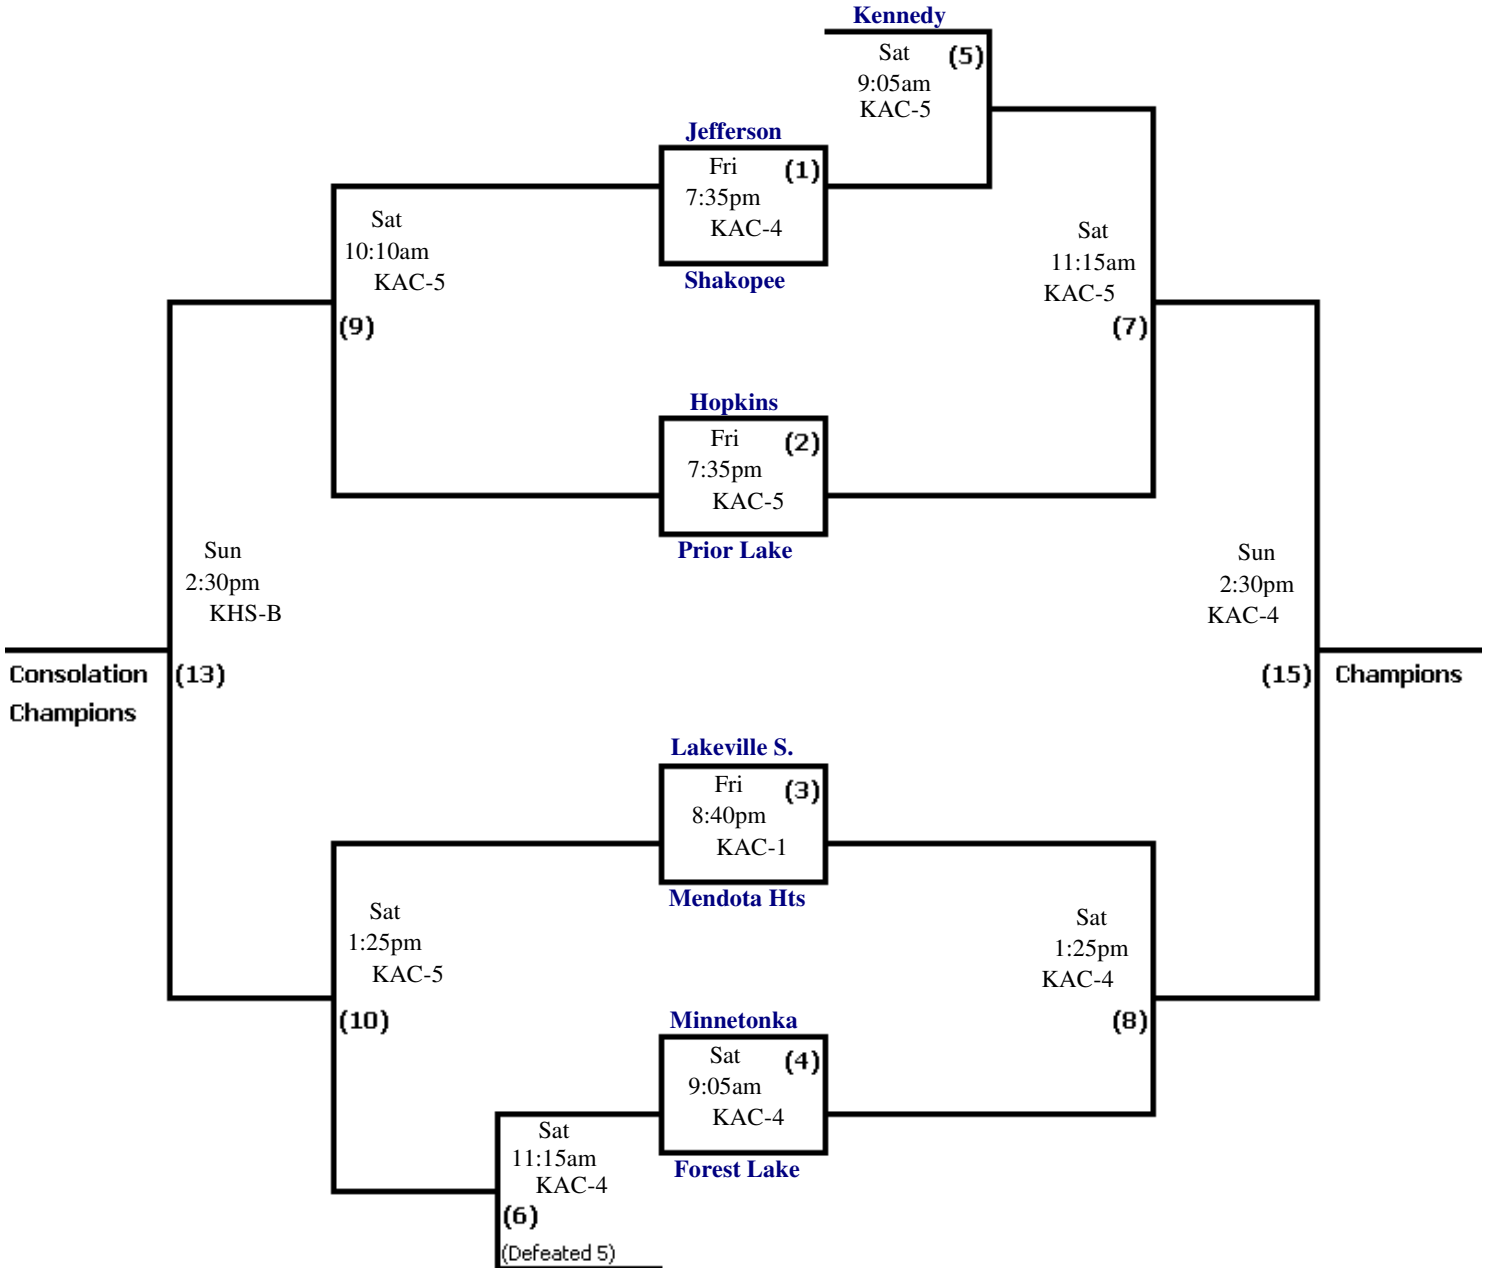 Kennedy
Sat (5)
9:05am
KAC-5
Jefferson
Fri (1)
7:35pm
KAC-4
Shakopee
Sat
10:10am
KAC-5
(9)
Sat
11:15am
KAC-5
(7)
Hopkins
Fri (2)
7:35pm
KAC-5
Prior Lake
Sun
2:30pm
KHS-B
(13)
Consolation
Champions
Sun
2:30pm
KAC-4
(15)
Champions
Lakeville S.
Fri (3)
8:40pm
KAC-1
Mendota Hts
Sat
1:25pm
KAC-5
(10)
Sat
1:25pm
KAC-4
(8)
Minnetonka
Sat (4)
9:05am
KAC-4
Forest Lake
Sat
11:15am
KAC-4
(6)
(Defeated 5)